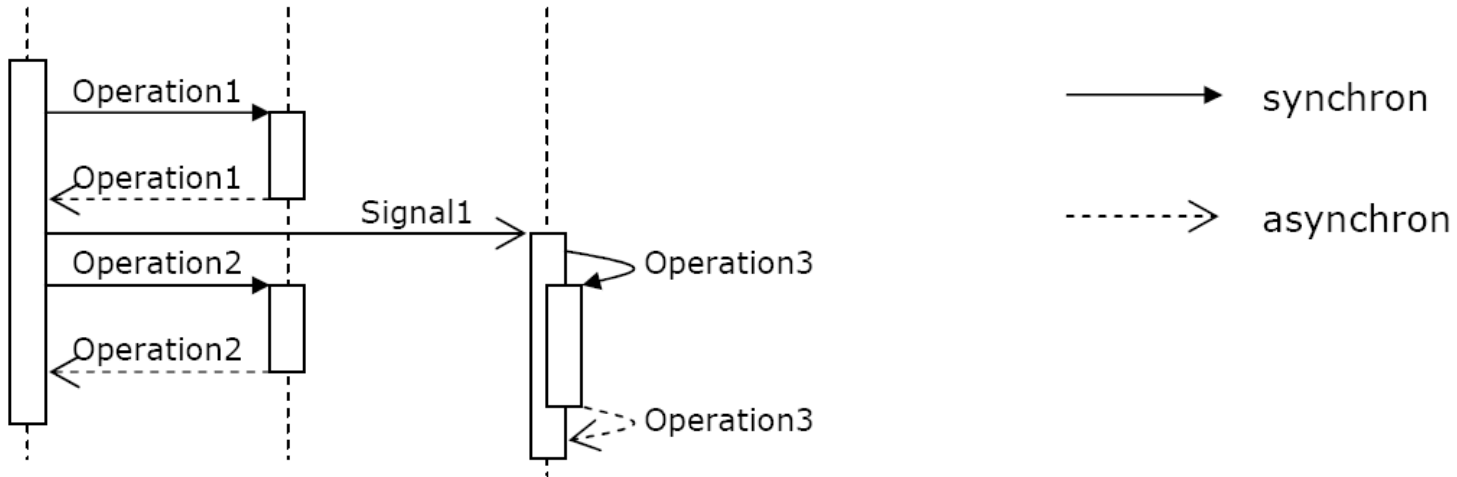 Operation1
synchron
Operation1
Signal1
asynchron
Operation2
Operation3
Operation2
Operation3